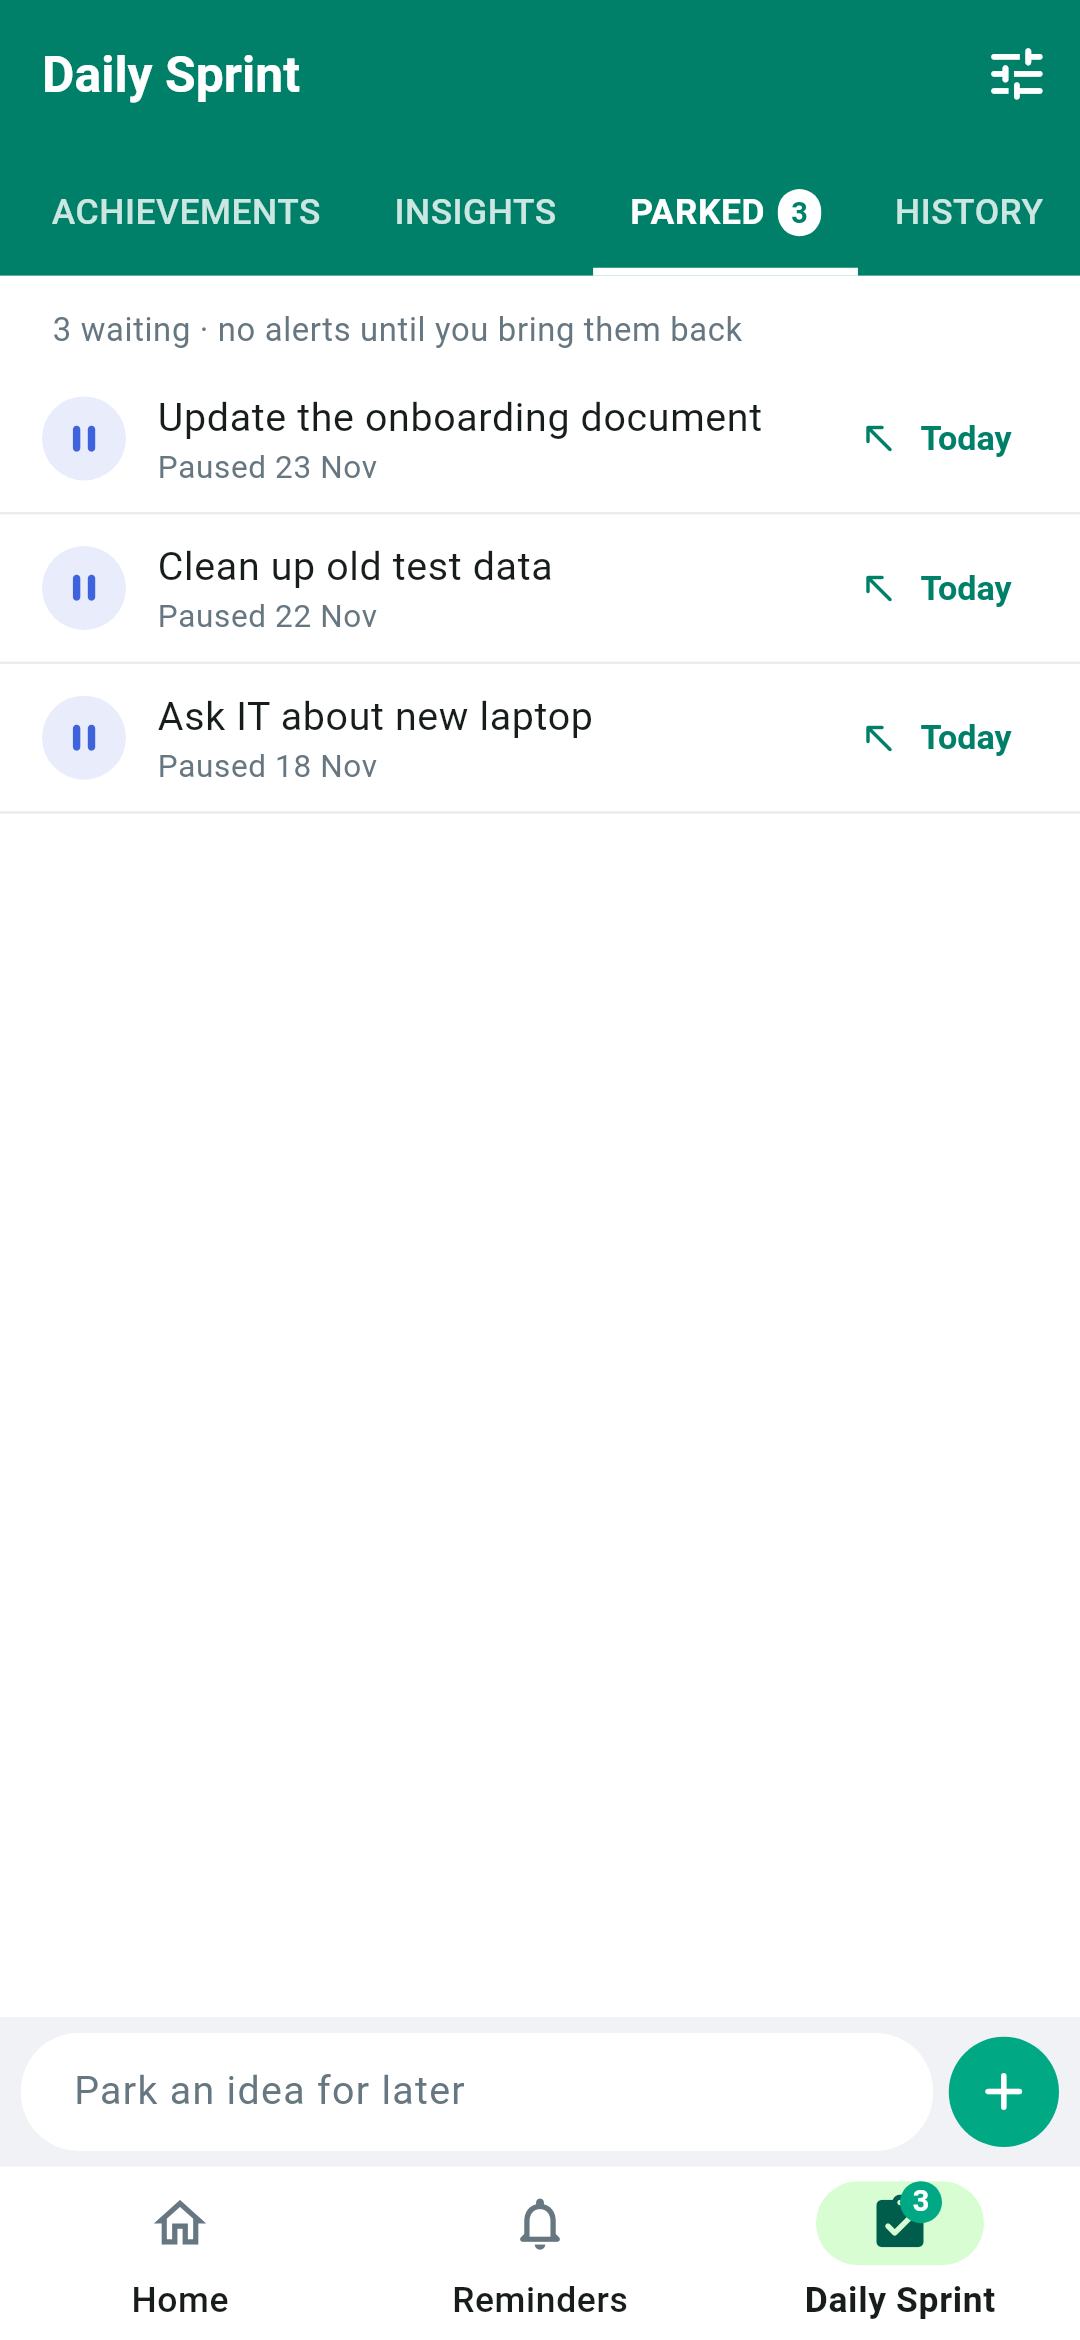 Daily Sprint
ACHIEVEMENTS INSIGHTS PARKED 3 HISTORY
3 waiting · no alerts until you bring them back
Update the onboarding document
Paused 23 Nov
Today
Clean up old test data
Paused 22 Nov
Today
Ask IT about new laptop
Paused 18 Nov
Today
Park an idea for later
3
Home Reminders Daily Sprint